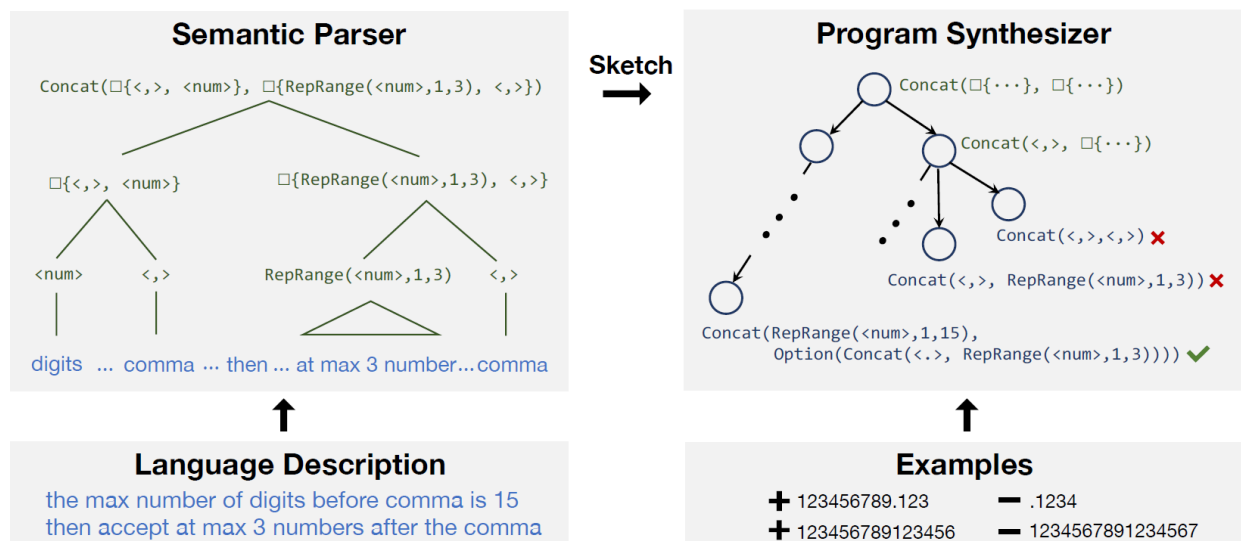 Semantic Parser
Concat(□{<,>, <num>}, □{RepRange(<num>,1,3), <,>})
□{<,>, <num>}
□{RepRange(<num>,1,3), <,>}
<num>
<,>
RepRange(<num>,1,3)
<,>
digits ... comma ... then ... at max 3 number...comma
Language Description
the max number of digits before comma is 15
then accept at max 3 numbers after the comma
Sketch
Program Synthesizer
Concat(□{···}, □{···})
Concat(<,>, □{···})
Concat(<,>,<,>)
Concat(<,>, RepRange(<num>,1,3))
Concat(RepRange(<num>,1,15),
Option(Concat(<.>, RepRange(<num>,1,3))))
Examples
+ 123456789.123 − .1234
+ 123456789123456 − 1234567891234567